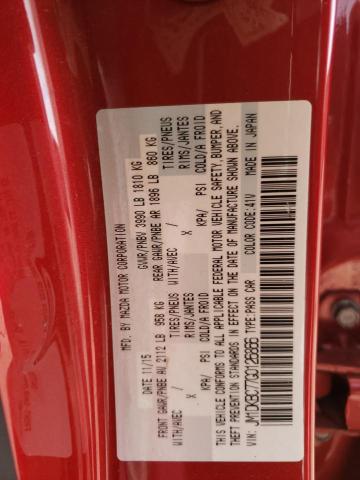 MFD. BY MAZDA MOTOR CORPORATION
DATE 11/15 GVWR/PNBV 3990 LB 1810 KG
FRONT GAWR/PNBE AV 2112 LB 958 KG REAR GAWR/PNBE AR 1896 LB 860 KG
WITH/AVEC / TIRES/PNEUS WITH/AVEC / TIRES/PNEUS
X RIMS/JANTES X RIMS/JANTES
KPA/ PSI COLD/A FROID KPA/ PSI COLD/A FROID
THIS VEHICLE CONFORMS TO ALL APPLICABLE FEDERAL MOTOR VEHICLE SAFETY, BUMPER, AND
THEFT PREVENTION STANDARDS IN EFFECT ON THE DATE OF MANUFACTURE SHOWN ABOVE.
VIN: TYPE:PASS CAR COLOR CODE:41V MADE IN JAPAN